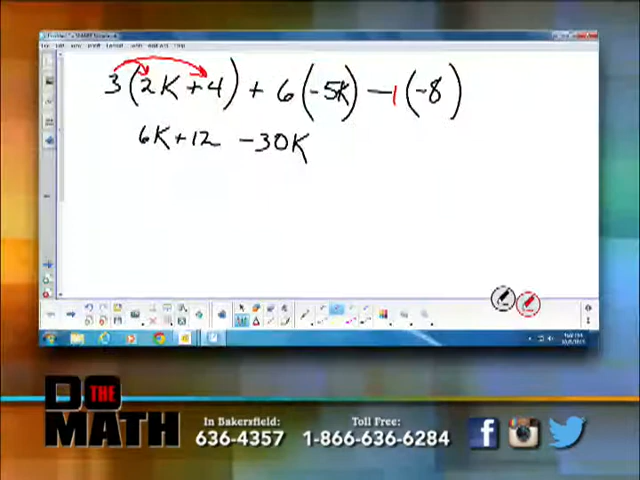 3(2K+4) + 6(-5K) -1(-8)
6K+12 -30K
DO THE MATH
In Bakersfield:
636-4357
Toll Free:
1-866-636-6284